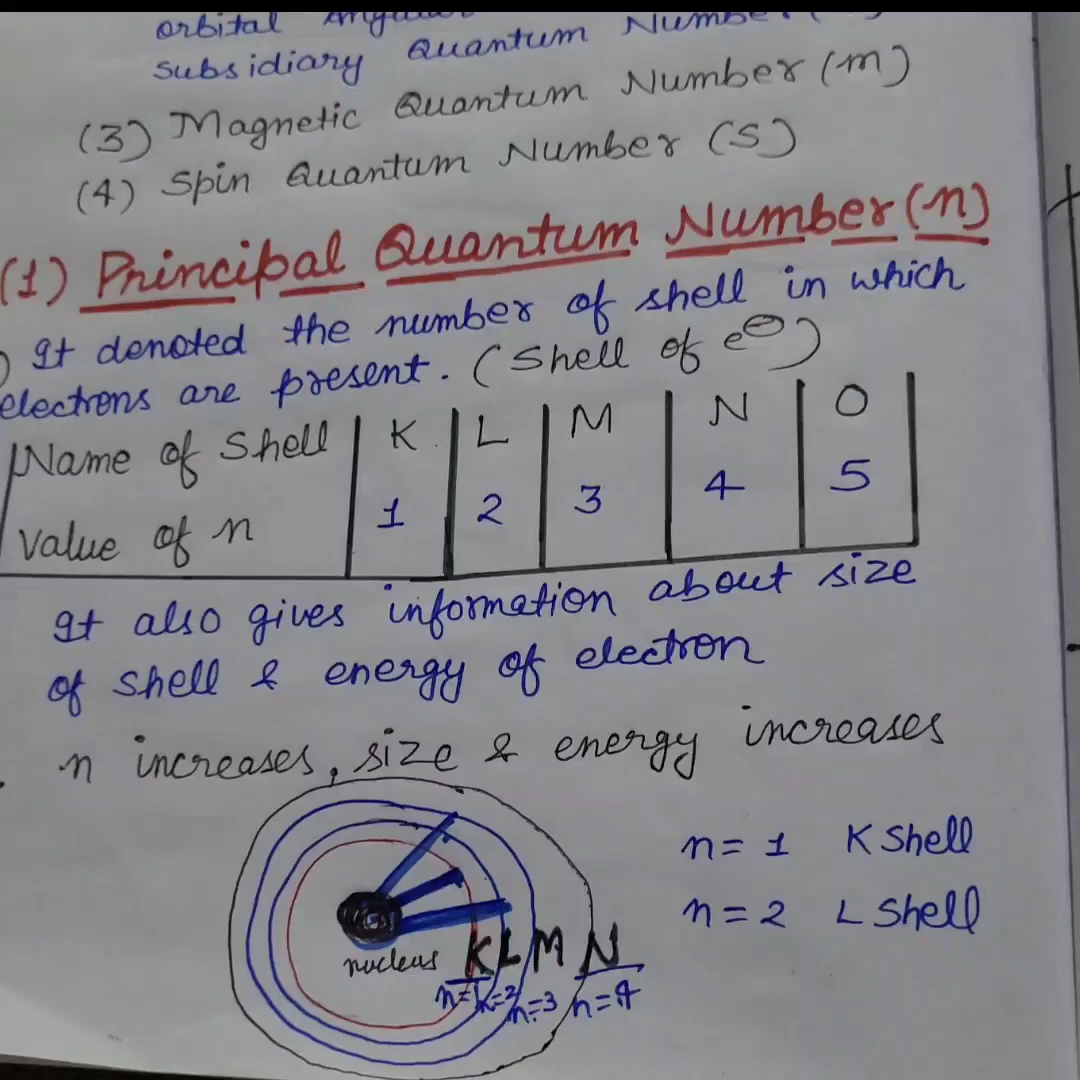 orbital Angular
subsidiary Quantum Number
(3) Magnetic Quantum Number (m)
(4) Spin Quantum Number (S)
(1) Principal Quantum Number (n)
It denoted the number of shell in which
electrons are present. (Shell of e⊖)
Name of Shell K L M N O
Value of n 1 2 3 4 5
It also gives information about size
of shell & energy of electron
n increases, size & energy increases
n = 1 K Shell
n = 2 L Shell
nucleus K L M N
n=1 n=2 n=3 n=4